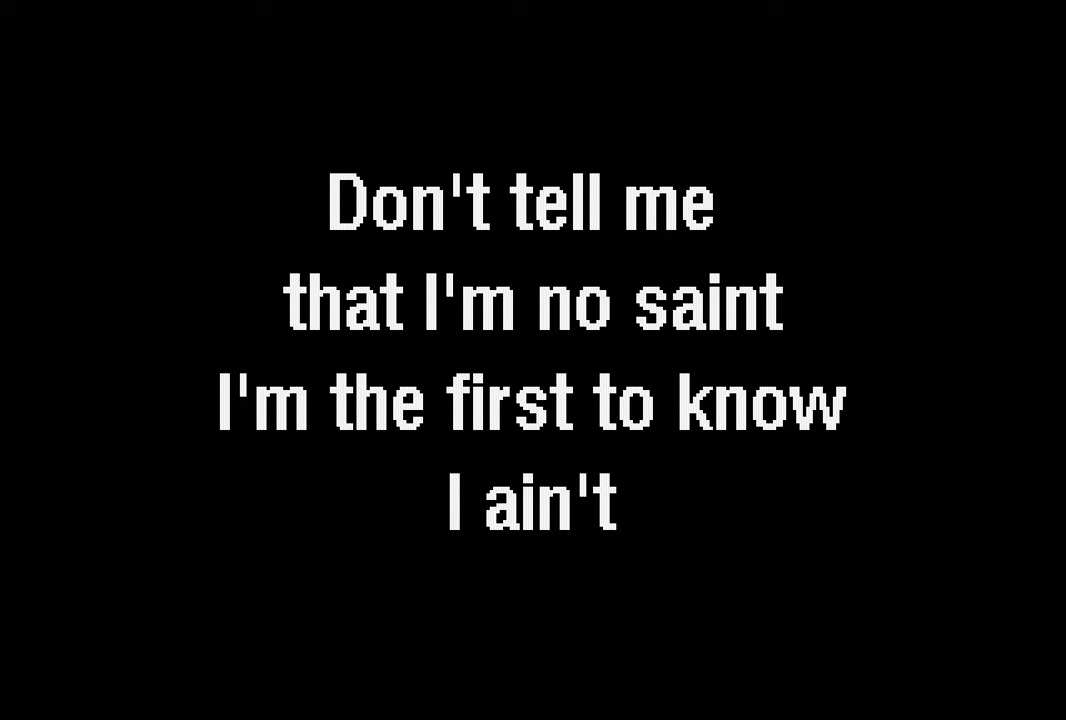 Don't tell me
that I'm no saint
I'm the first to know
I ain't